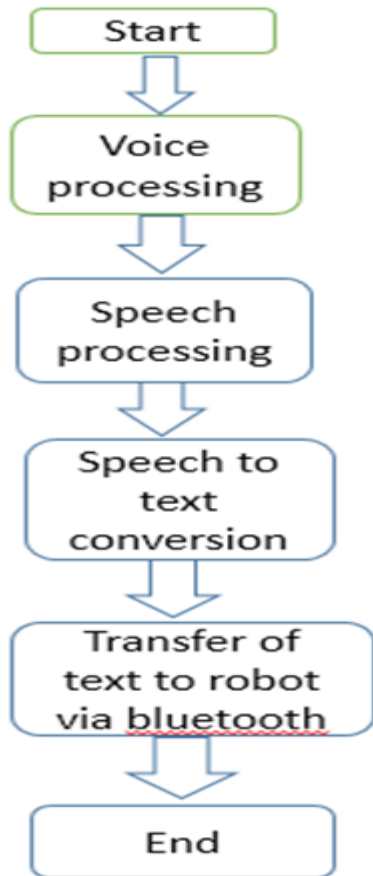 Start
Voice
processing
Speech
processing
Speech to
text
conversion
Transfer of
text to robot
via bluetooth
End